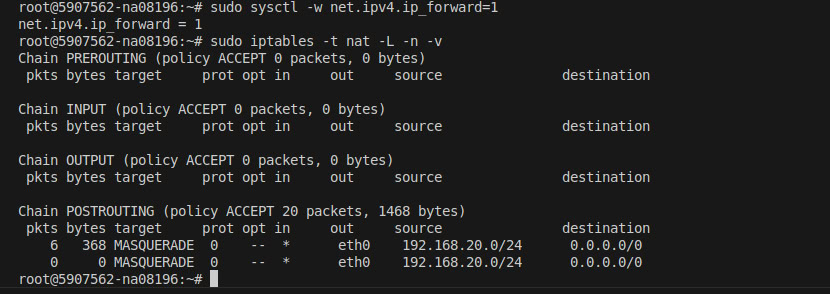 root@5907562-na08196:~# sudo sysctl -w net.ipv4.ip_forward=1
net.ipv4.ip_forward = 1
root@5907562-na08196:~# sudo iptables -t nat -L -n -v
Chain PREROUTING (policy ACCEPT 0 packets, 0 bytes)
 pkts bytes target     prot opt in     out     source               destination

Chain INPUT (policy ACCEPT 0 packets, 0 bytes)
 pkts bytes target     prot opt in     out     source               destination

Chain OUTPUT (policy ACCEPT 0 packets, 0 bytes)
 pkts bytes target     prot opt in     out     source               destination

Chain POSTROUTING (policy ACCEPT 20 packets, 1468 bytes)
 pkts bytes target     prot opt in     out     source               destination
    6   368 MASQUERADE  0    --  *      eth0    192.168.20.0/24      0.0.0.0/0
    0     0 MASQUERADE  0    --  *      eth0    192.168.20.0/24      0.0.0.0/0
root@5907562-na08196:~#